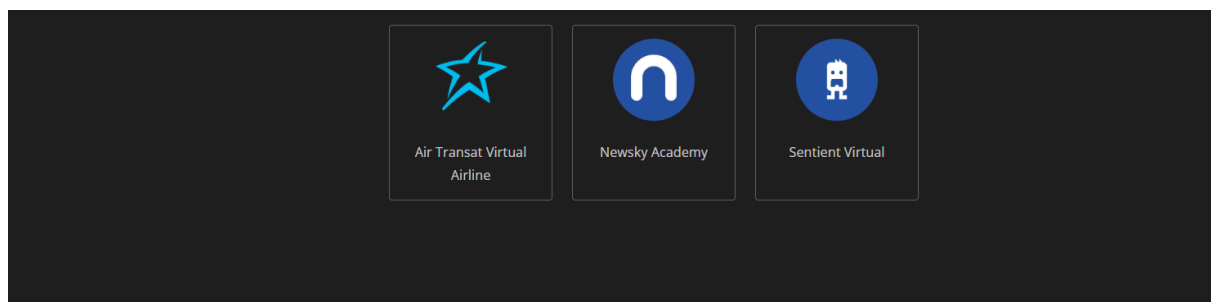 Air Transat Virtual
Airline
Newsky Academy
Sentient Virtual